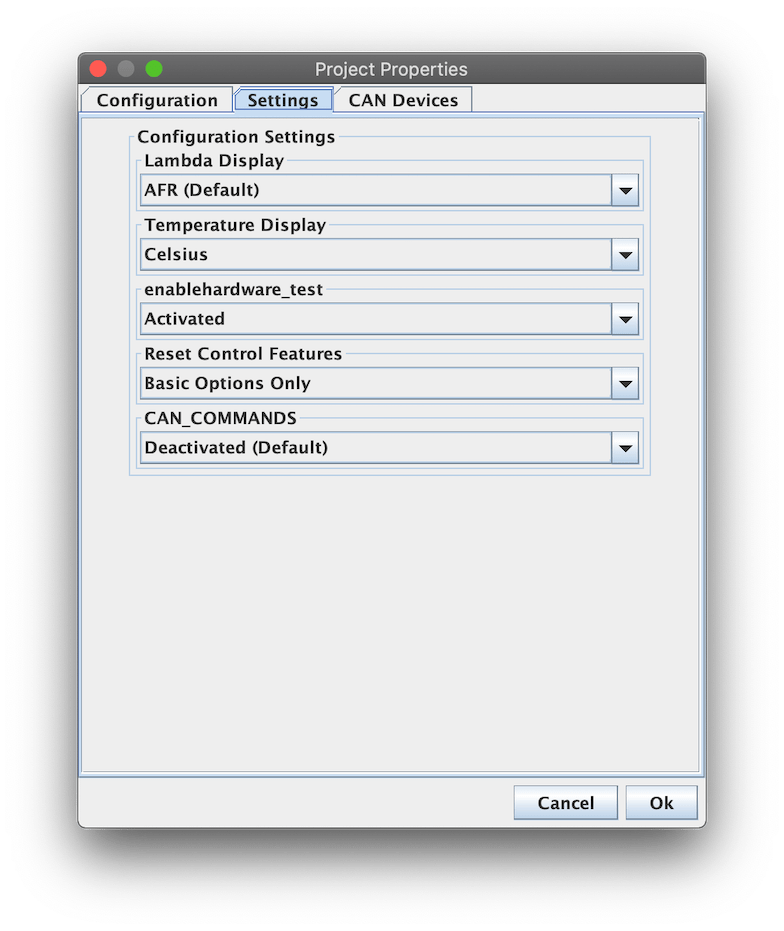 Project Properties
Configuration Settings CAN Devices
Configuration Settings
Lambda Display
AFR (Default)
Temperature Display
Celsius
enablehardware_test
Activated
Reset Control Features
Basic Options Only
CAN_COMMANDS
Deactivated (Default)
Cancel Ok